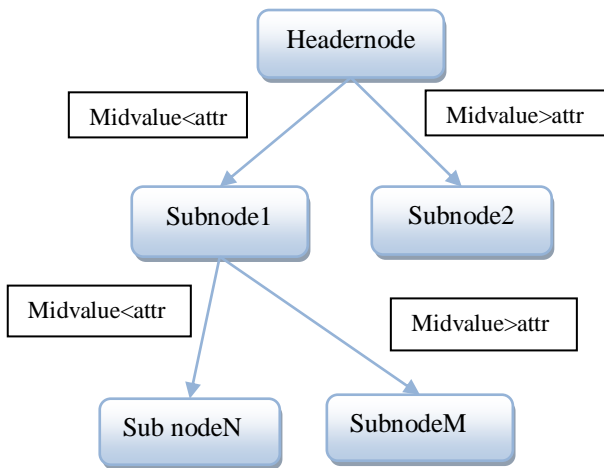 Headernode
Midvalue<attr
Midvalue>attr
Subnode1
Subnode2
Midvalue<attr
Midvalue>attr
Sub nodeN
SubnodeM